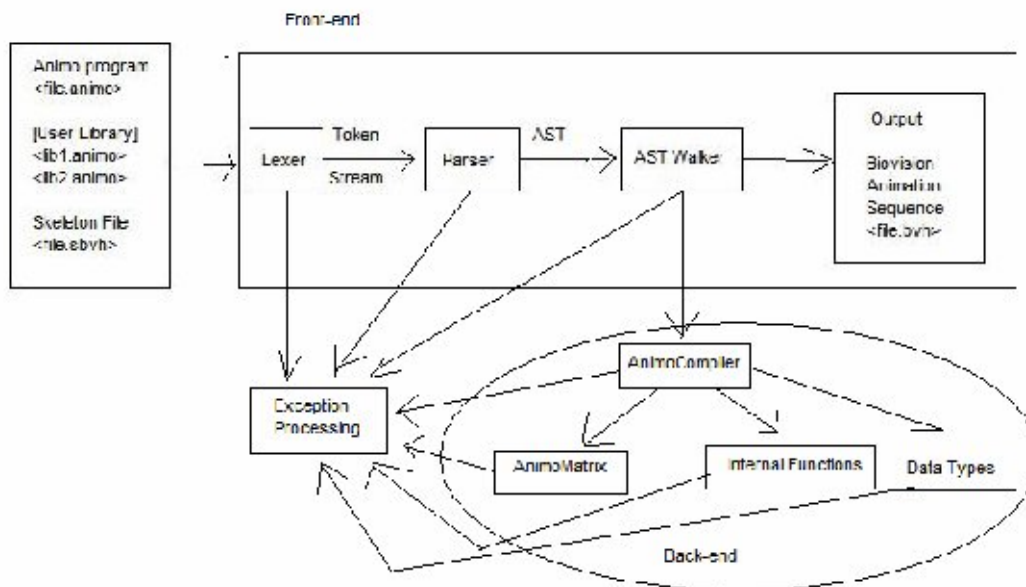 Front-end
Animo program
<file.animo>
[User Library]
<lib1.animo>
<lib2.animo>
Skeleton File
<file.sbvh>
Lexer
Token
Stream
Parser
AST
AST Walker
Output
Biovision
Animation
Sequence
<file.bvh>
AnimoCompiler
Exception
Processing
AnimoMatrix
Internal Functions
Data Types
Back-end